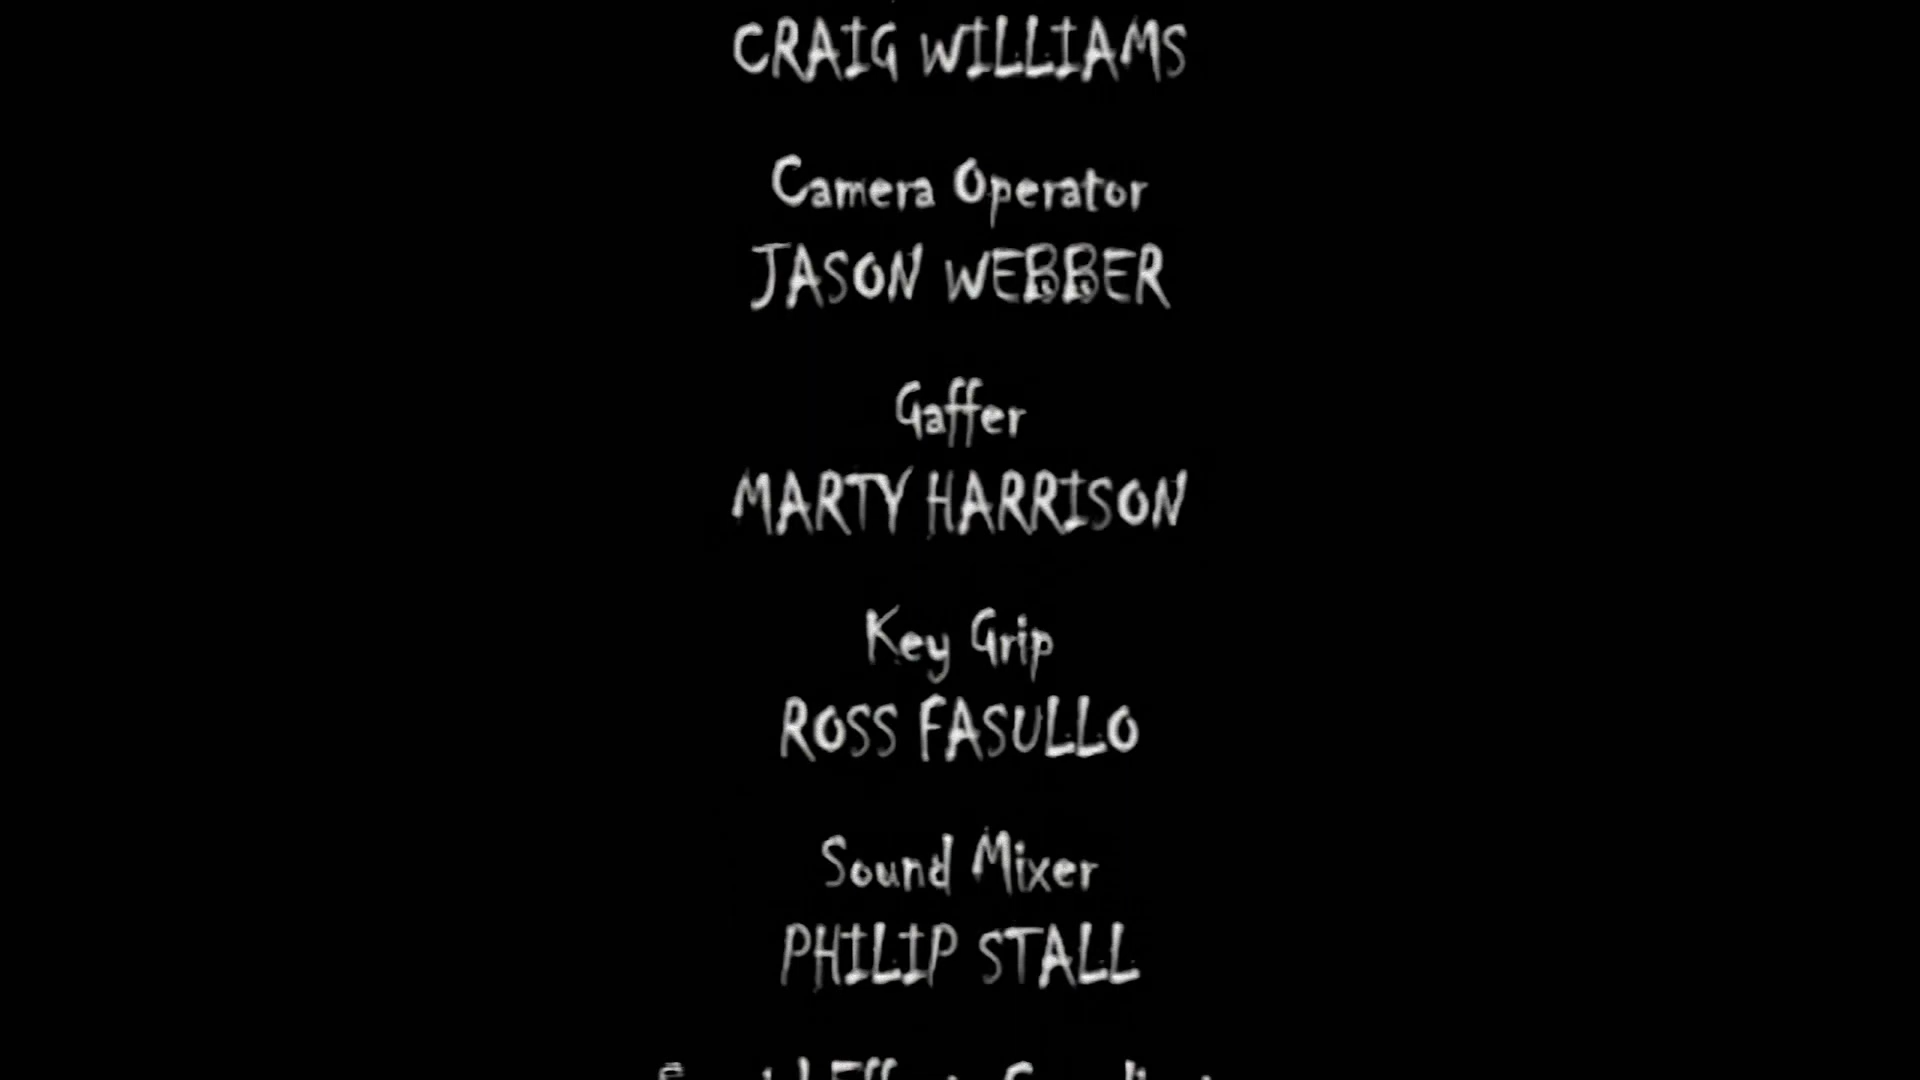 CRAIG WILLIAMS
Camera Operator
JASON WEBBER
Gaffer
MARTY HARRISON
Key Grip
ROSS FASULLO
Sound Mixer
PHILIP STALL